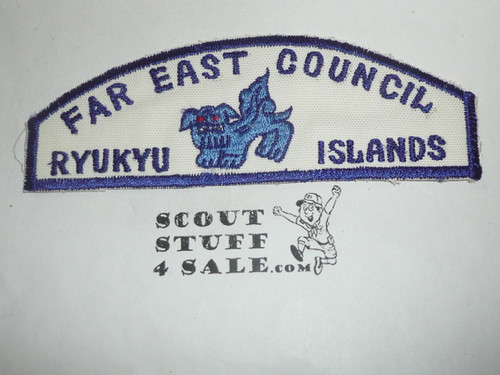 FAR EAST COUNCIL
RYUKYU ISLANDS
SCOUT
STUFF
4 SALE.COM